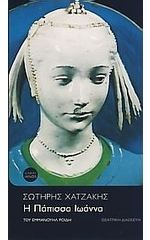 ΣΩΤΗΡΗΣ ΧΑΤΖΑΚΗΣ
Η Πάπισσα Ιωάννα
ΤΟΥ ΕΜΜΑΝΟΥΗΛ ΡΟΪΔΗ
ΘΕΑΤΡΙΚΗ ΔΙΑΣΚΕΥΗ